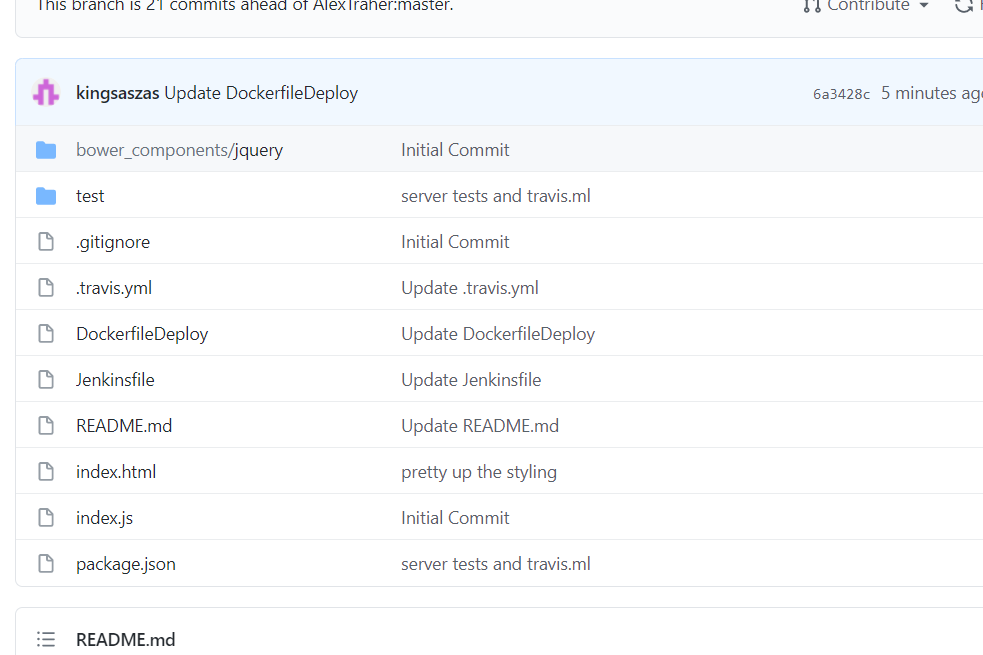 This branch is 21 commits ahead of AlexTraher:master. Contribute
kingsaszas Update DockerfileDeploy 6a3428c 5 minutes ago
bower_components/jquery Initial Commit
test server tests and travis.ml
.gitignore Initial Commit
.travis.yml Update .travis.yml
DockerfileDeploy Update DockerfileDeploy
Jenkinsfile Update Jenkinsfile
README.md Update README.md
index.html pretty up the styling
index.js Initial Commit
package.json server tests and travis.ml
README.md